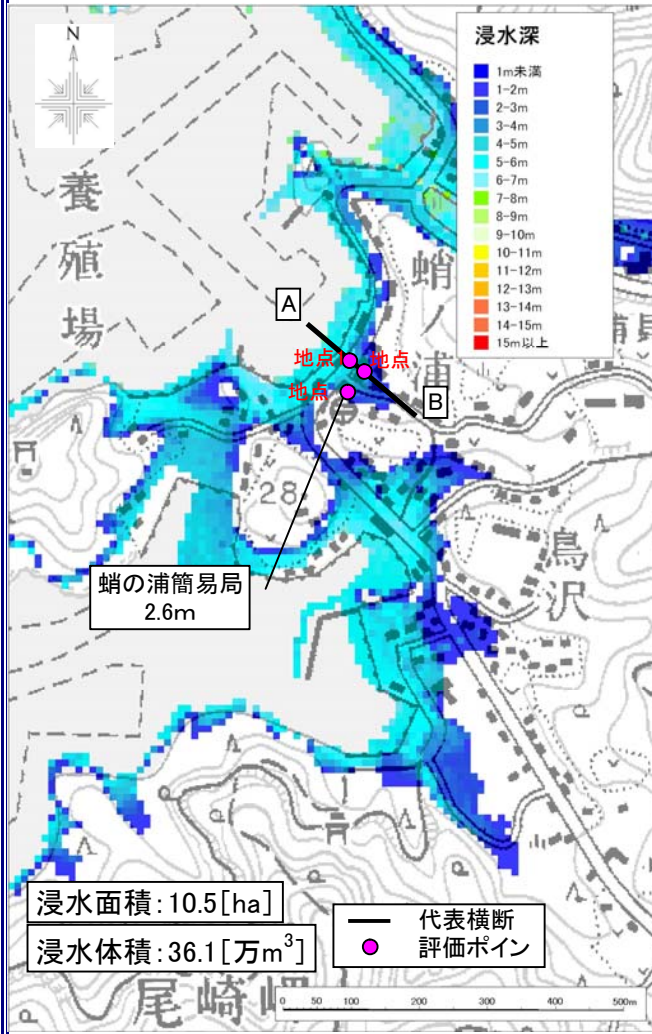 N
浸水深
1m未満
1-2m
2-3m
3-4m
4-5m
5-6m
6-7m
7-8m
8-9m
9-10m
10-11m
11-12m
12-13m
13-14m
14-15m
15m以上
養殖場
蛸ノ浦
A
地点
地点
地点
B
28
鳥沢
蛸の浦簡易局
2.6m
浸水面積:10.5[ha]
浸水体積:36.1[万m³]
代表横断
評価ポイン
尾崎岬
0 50 100 200 300 400 500m